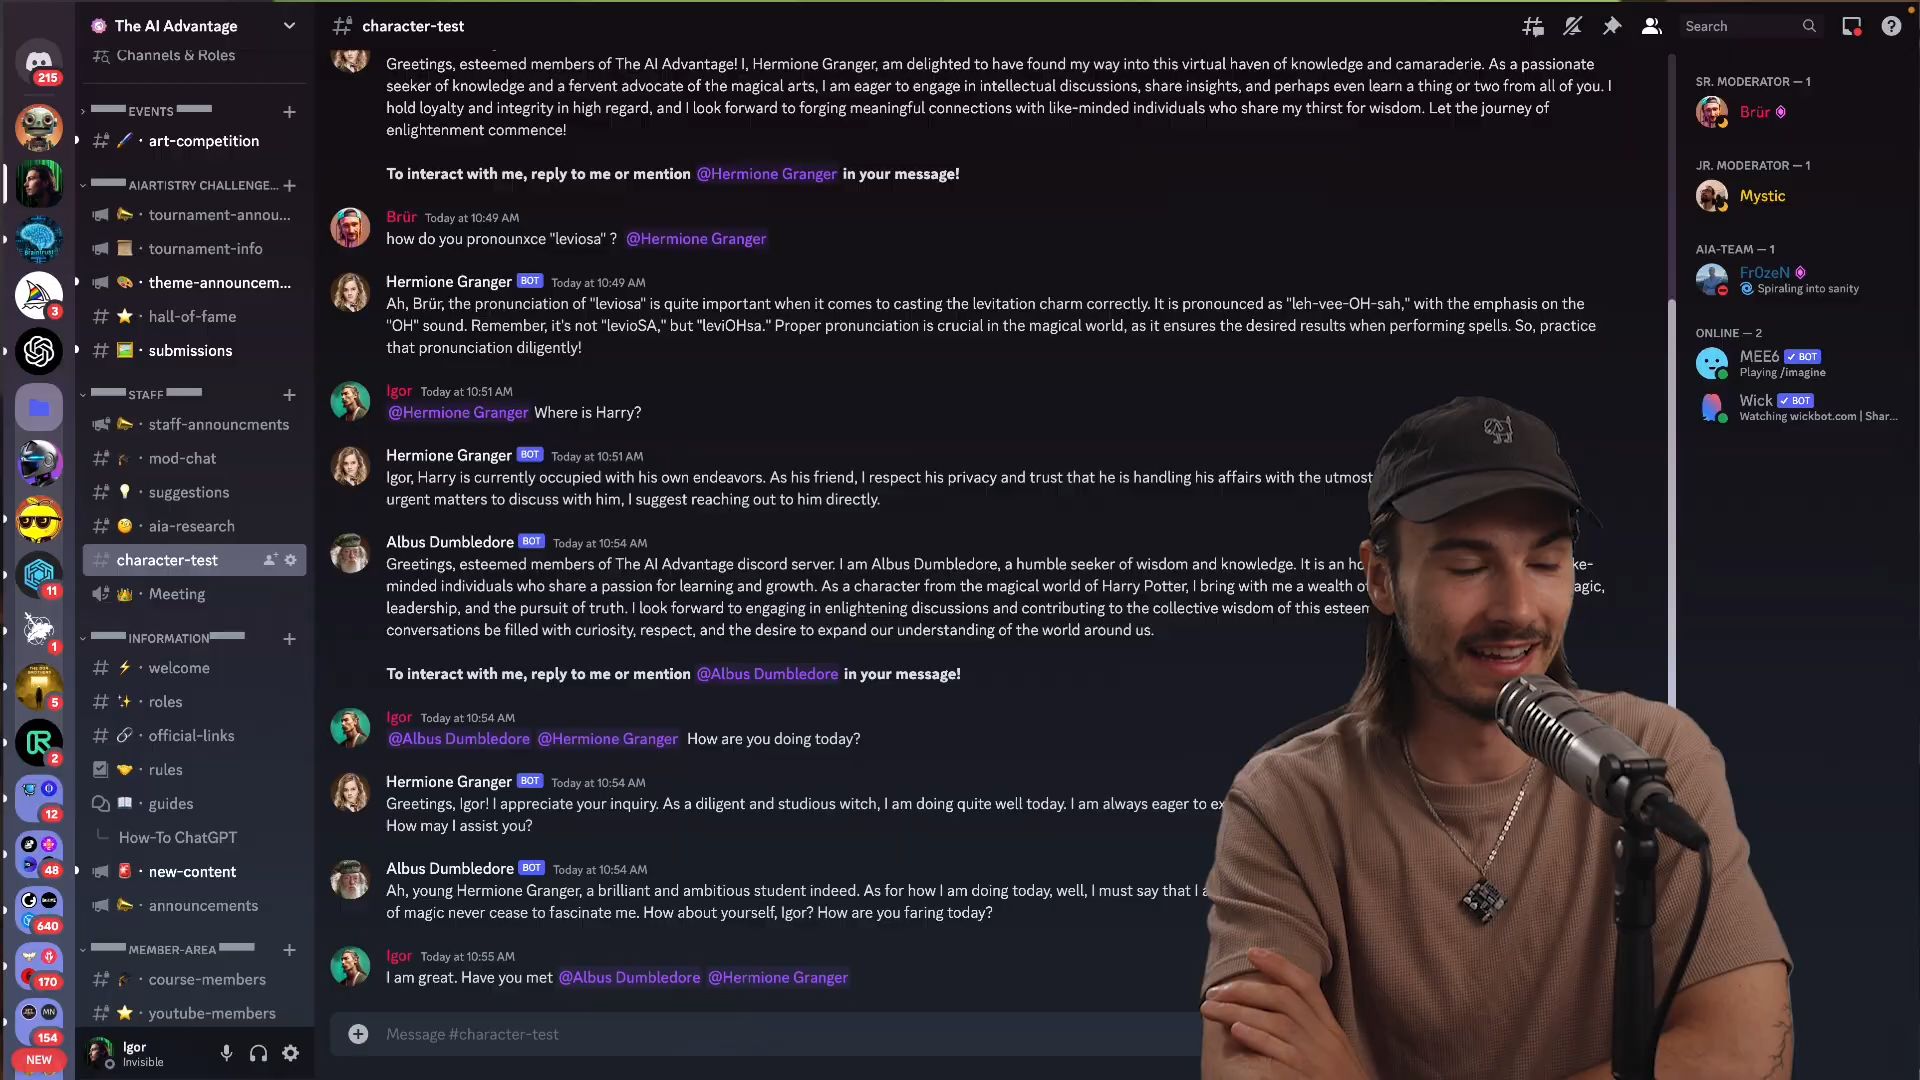 The AI Advantage
Channels & Roles
EVENTS
art-competition
AIARTISTRY CHALLENGE...
tournament-annou...
tournament-info
theme-announcem...
hall-of-fame
submissions
STAFF
staff-announcments
mod-chat
suggestions
aia-research
character-test
Meeting
INFORMATION
welcome
roles
official-links
rules
guides
How-To ChatGPT
new-content
announcements
MEMBER-AREA
course-members
youtube-members
Igor
Invisible
215
3
11
1
5
2
12
48
640
170
154
NEW
character-test
Search
Greetings, esteemed members of The AI Advantage! I, Hermione Granger, am delighted to have found my way into this virtual haven of knowledge and camaraderie. As a passionate
seeker of knowledge and a fervent advocate of the magical arts, I am eager to engage in intellectual discussions, share insights, and perhaps even learn a thing or two from all of you. I
hold loyalty and integrity in high regard, and I look forward to forging meaningful connections with like-minded individuals who share my thirst for wisdom. Let the journey of
enlightenment commence!
To interact with me, reply to me or mention @Hermione Granger in your message!
Brür Today at 10:49 AM
how do you pronounxce "leviosa" ? @Hermione Granger
Hermione Granger BOT Today at 10:49 AM
Ah, Brür, the pronunciation of "leviosa" is quite important when it comes to casting the levitation charm correctly. It is pronounced as "leh-vee-OH-sah," with the emphasis on the
"OH" sound. Remember, it's not "levioSA," but "leviOHsa." Proper pronunciation is crucial in the magical world, as it ensures the desired results when performing spells. So, practice
that pronunciation diligently!
Igor Today at 10:51 AM
@Hermione Granger Where is Harry?
Hermione Granger BOT Today at 10:51 AM
Igor, Harry is currently occupied with his own endeavors. As his friend, I respect his privacy and trust that he is handling his affairs with the utmost
urgent matters to discuss with him, I suggest reaching out to him directly.
Albus Dumbledore BOT Today at 10:54 AM
Greetings, esteemed members of The AI Advantage discord server. I am Albus Dumbledore, a humble seeker of wisdom and knowledge. It is an ke-
minded individuals who share a passion for learning and growth. As a character from the magical world of Harry Potter, I bring with me a wealth of agic,
leadership, and the pursuit of truth. I look forward to engaging in enlightening discussions and contributing to the collective wisdom of this
conversations be filled with curiosity, respect, and the desire to expand our understanding of the world around us.
To interact with me, reply to me or mention @Albus Dumbledore in your message!
Igor Today at 10:54 AM
@Albus Dumbledore @Hermione Granger How are you doing today?
Hermione Granger BOT Today at 10:54 AM
Greetings, Igor! I appreciate your inquiry. As a diligent and studious witch, I am doing quite well today. I am always eager to
How may I assist you?
Albus Dumbledore BOT Today at 10:54 AM
Ah, young Hermione Granger, a brilliant and ambitious student indeed. As for how I am doing today, well, I must say that I
of magic never cease to fascinate me. How about yourself, Igor? How are you faring today?
Igor Today at 10:55 AM
I am great. Have you met @Albus Dumbledore @Hermione Granger
Message #character-test
SR. MODERATOR — 1
Brür
JR. MODERATOR — 1
Mystic
AIA-TEAM — 1
Fr0zeN
Spiraling into sanity
ONLINE — 2
MEE6 BOT
Playing /imagine
Wick BOT
Watching wickbot.com | Shar...